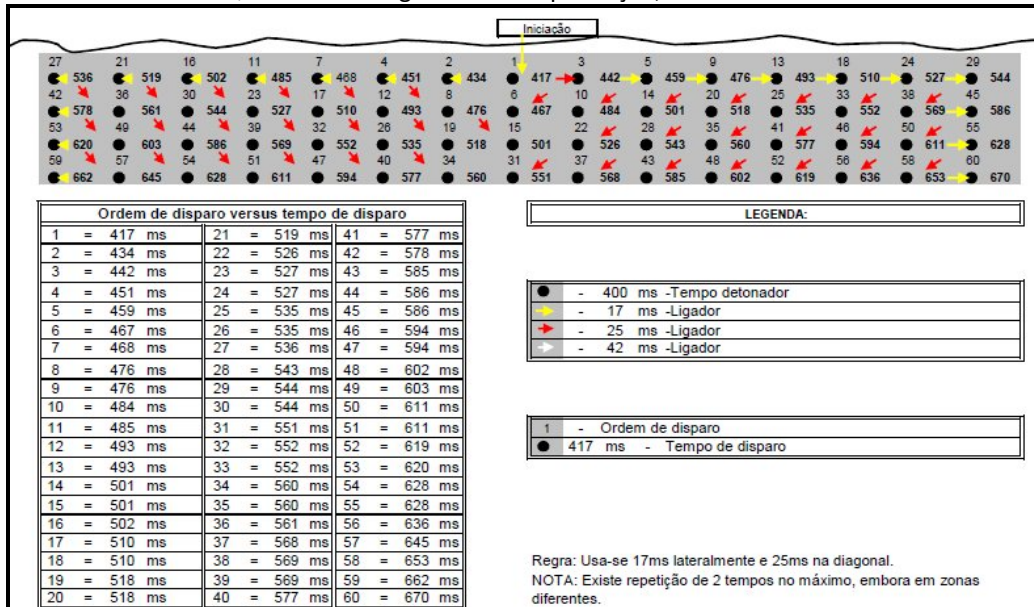 Iniciação
27 21 16 11 7 4 2 1 3 5 9 13 18 24 29
536 519 502 485 468 451 434 417 442 459 476 493 510 527 544
42 36 30 23 17 12 8 6 10 14 20 25 33 38 45
578 561 544 527 510 493 476 467 484 501 518 535 552 569 586
53 49 44 39 32 26 19 15 22 28 35 41 46 50 55
620 603 586 569 552 535 518 501 526 543 560 577 594 611 628
59 57 54 51 47 40 34 31 37 43 48 52 56 58 60
662 645 628 611 594 577 560 551 568 585 602 619 636 653 670
Ordem de disparo versus tempo de disparo
1 = 417 ms 21 = 519 ms 41 = 577 ms
2 = 434 ms 22 = 526 ms 42 = 578 ms
3 = 442 ms 23 = 527 ms 43 = 585 ms
4 = 451 ms 24 = 527 ms 44 = 586 ms
5 = 459 ms 25 = 535 ms 45 = 586 ms
6 = 467 ms 26 = 535 ms 46 = 594 ms
7 = 468 ms 27 = 536 ms 47 = 594 ms
8 = 476 ms 28 = 543 ms 48 = 602 ms
9 = 476 ms 29 = 544 ms 49 = 603 ms
10 = 484 ms 30 = 544 ms 50 = 611 ms
11 = 485 ms 31 = 551 ms 51 = 611 ms
12 = 493 ms 32 = 552 ms 52 = 619 ms
13 = 493 ms 33 = 552 ms 53 = 620 ms
14 = 501 ms 34 = 560 ms 54 = 628 ms
15 = 501 ms 35 = 560 ms 55 = 628 ms
16 = 502 ms 36 = 561 ms 56 = 636 ms
17 = 510 ms 37 = 568 ms 57 = 645 ms
18 = 510 ms 38 = 569 ms 58 = 653 ms
19 = 518 ms 39 = 569 ms 59 = 662 ms
20 = 518 ms 40 = 577 ms 60 = 670 ms
LEGENDA:
- 400 ms -Tempo detonador
- 17 ms -Ligador
- 25 ms -Ligador
- 42 ms -Ligador
1 - Ordem de disparo
417 ms - Tempo de disparo
Regra: Usa-se 17ms lateralmente e 25ms na diagonal.
NOTA: Existe repetição de 2 tempos no máximo, embora em zonas
diferentes.